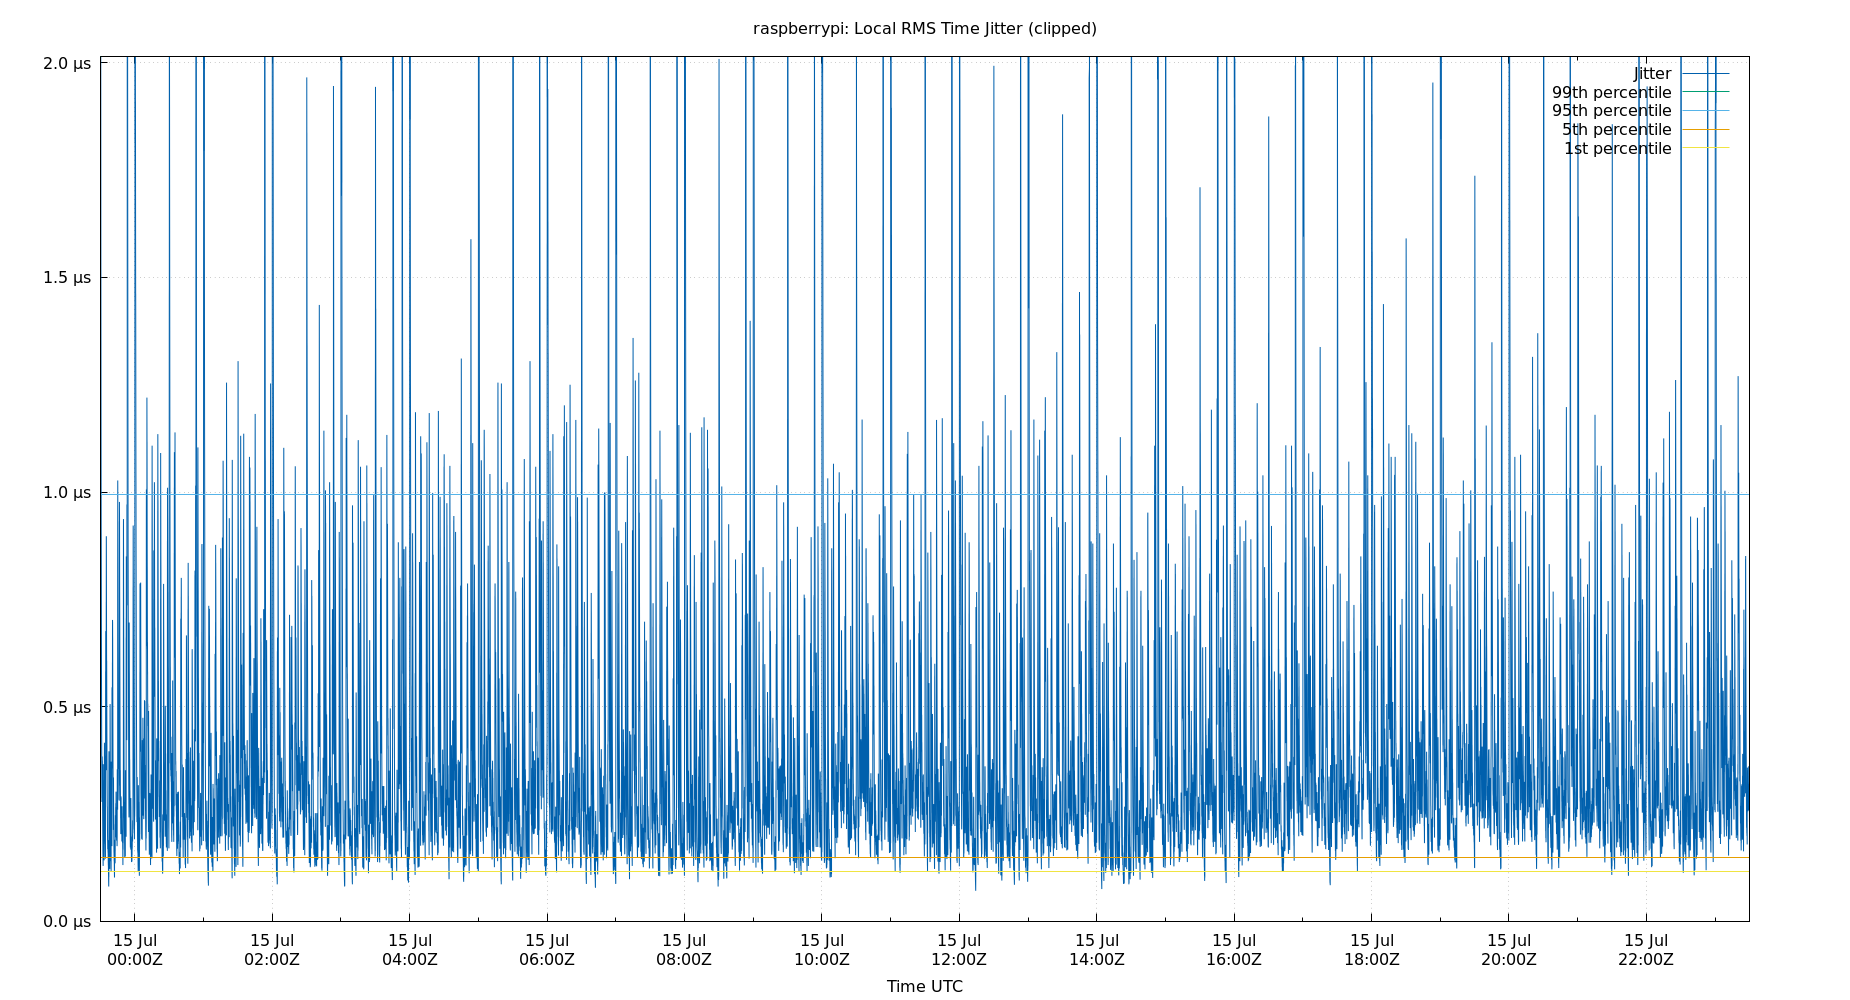 raspberrypi: Local RMS Time Jitter (clipped)
2.0 µs
1.5 µs
1.0 µs
0.5 µs
0.0 µs
Jitter
99th percentile
95th percentile
5th percentile
1st percentile
15 Jul 15 Jul 15 Jul 15 Jul 15 Jul 15 Jul 15 Jul 15 Jul 15 Jul 15 Jul 15 Jul 15 Jul
00:00Z 02:00Z 04:00Z 06:00Z 08:00Z 10:00Z 12:00Z 14:00Z 16:00Z 18:00Z 20:00Z 22:00Z
Time UTC